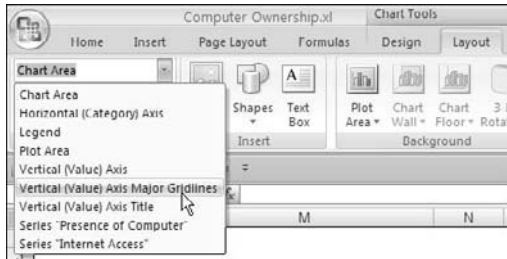 Computer Ownership.xl
Chart Tools
Home Insert Page Layout Formulas Design Layout
Chart Area
Shapes Text Box
Plot Area Chart Wall Chart Floor 3
Insert Background
Chart Area
Horizontal (Category) Axis
Legend
Plot Area
Vertical (Value) Axis
Vertical (Value) Axis Major Gridlines
Vertical (Value) Axis Title
Series "Presence of Computer"
Series "Internet Access"
fx
M N